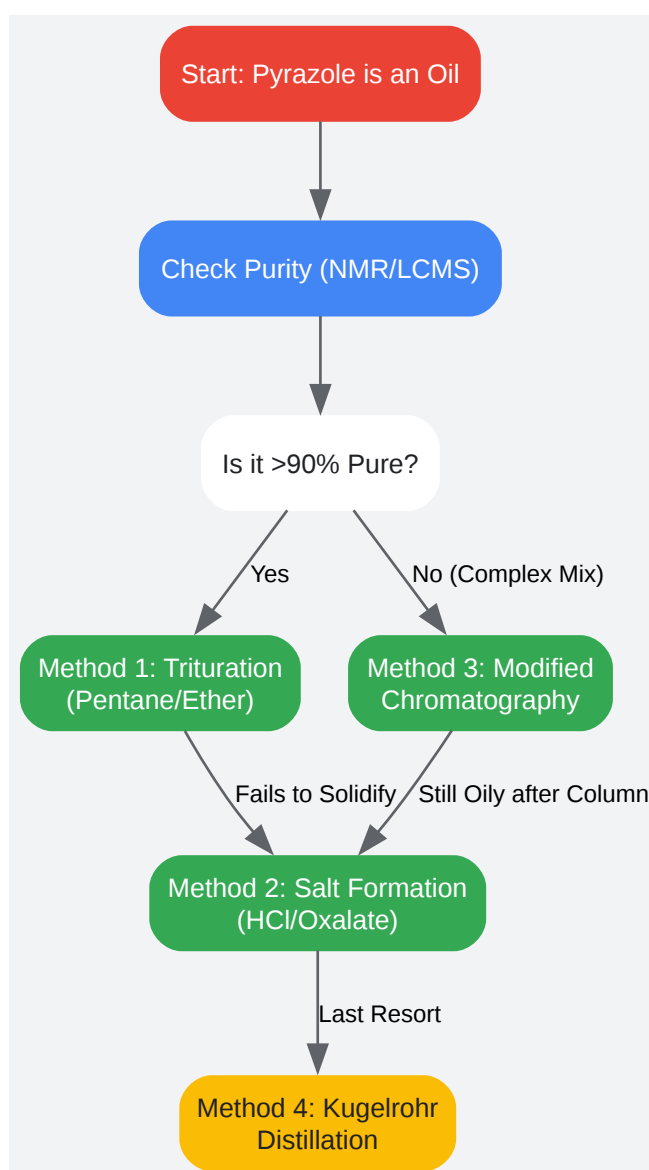 Start: Pyrazole is an Oil
Check Purity (NMR/LCMS)
Is it >90% Pure?
Yes
No (Complex Mix)
Method 1: Trituration
(Pentane/Ether)
Method 3: Modified
Chromatography
Fails to Solidify
Still Oily after Column
Method 2: Salt Formation
(HCl/Oxalate)
Last Resort
Method 4: Kugelrohr
Distillation